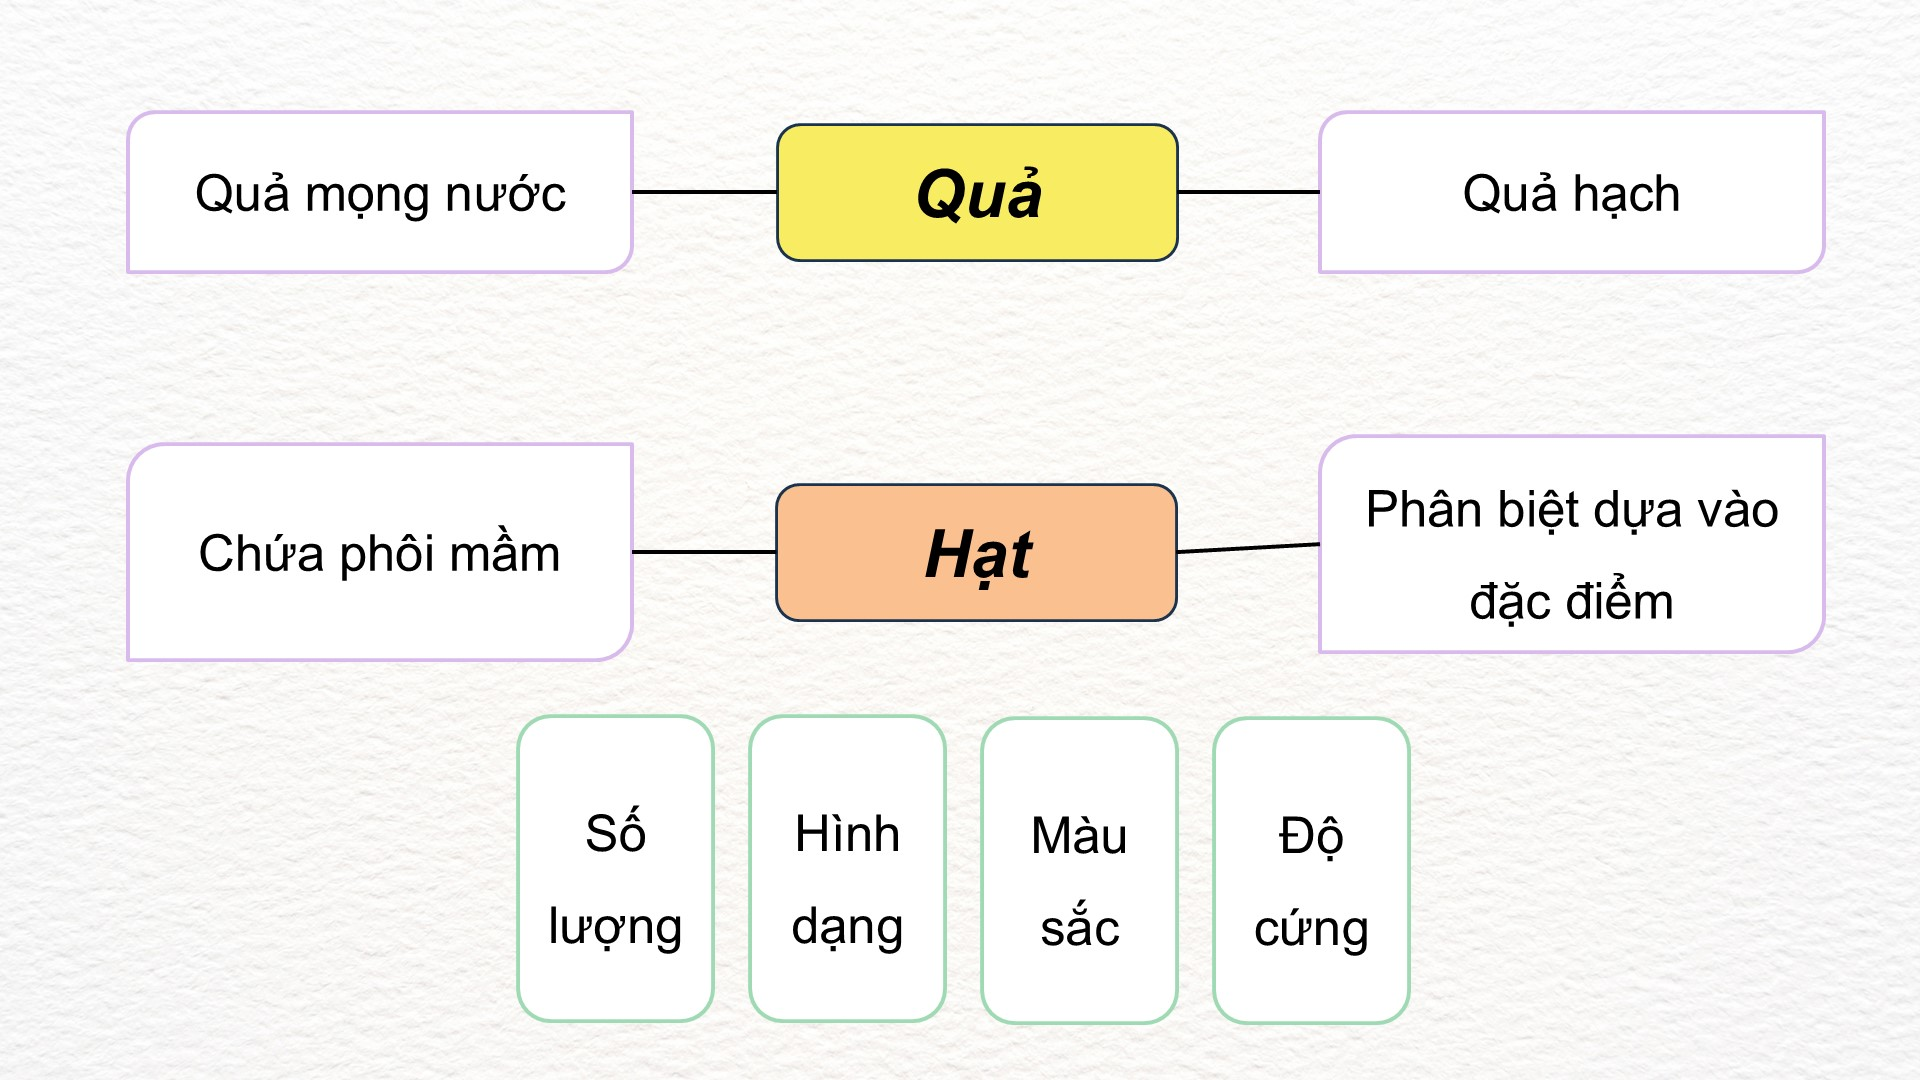 Quả mọng nước
Quả
Quả hạch
Chứa phôi mầm
Hạt
Phân biệt dựa vào
đặc điểm
Số
lượng
Hình
dạng
Màu
sắc
Độ
cứng